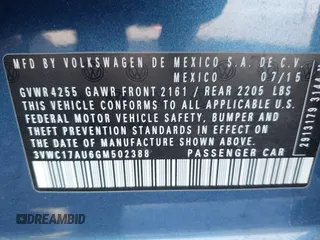 MFD BY VOLKSWAGEN DE MEXICO S.A. DE C.V.
MEXICO 07/15
GVWR 4255 GAWR FRONT 2161 / REAR 2205 LBS
THIS VEHICLE CONFORMS TO ALL APPLICABLE U.S.
FEDERAL MOTOR VEHICLE SAFETY, BUMPER AND
THEFT PREVENTION STANDARDS IN EFFECT ON THE
DATE OF MANUFACTURE SHOWN ABOVE.
3VWC17AU6GM502388 PASSENGER CAR